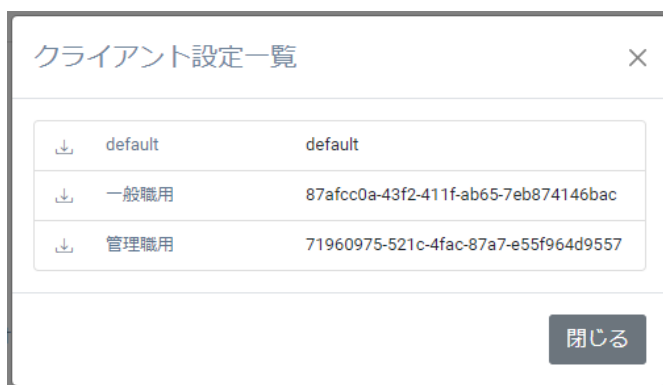 クライアント設定一覧
default default
一般職用 87afcc0a-43f2-411f-ab65-7eb874146bac
管理職用 71960975-521c-4fac-87a7-e55f964d9557
閉じる